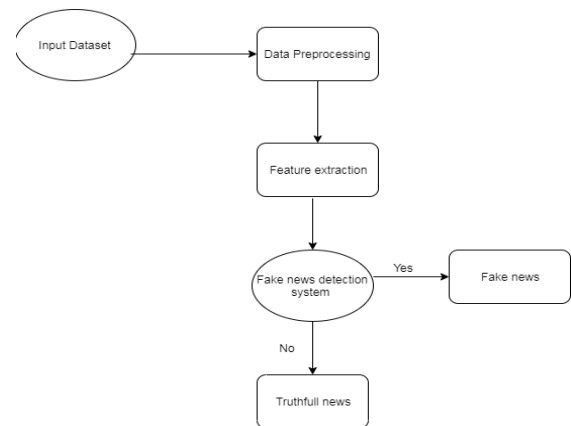 Input Dataset
Data Preprocessing
Feature extraction
Fake news detection
system
Yes
Fake news
No
Truthfull news